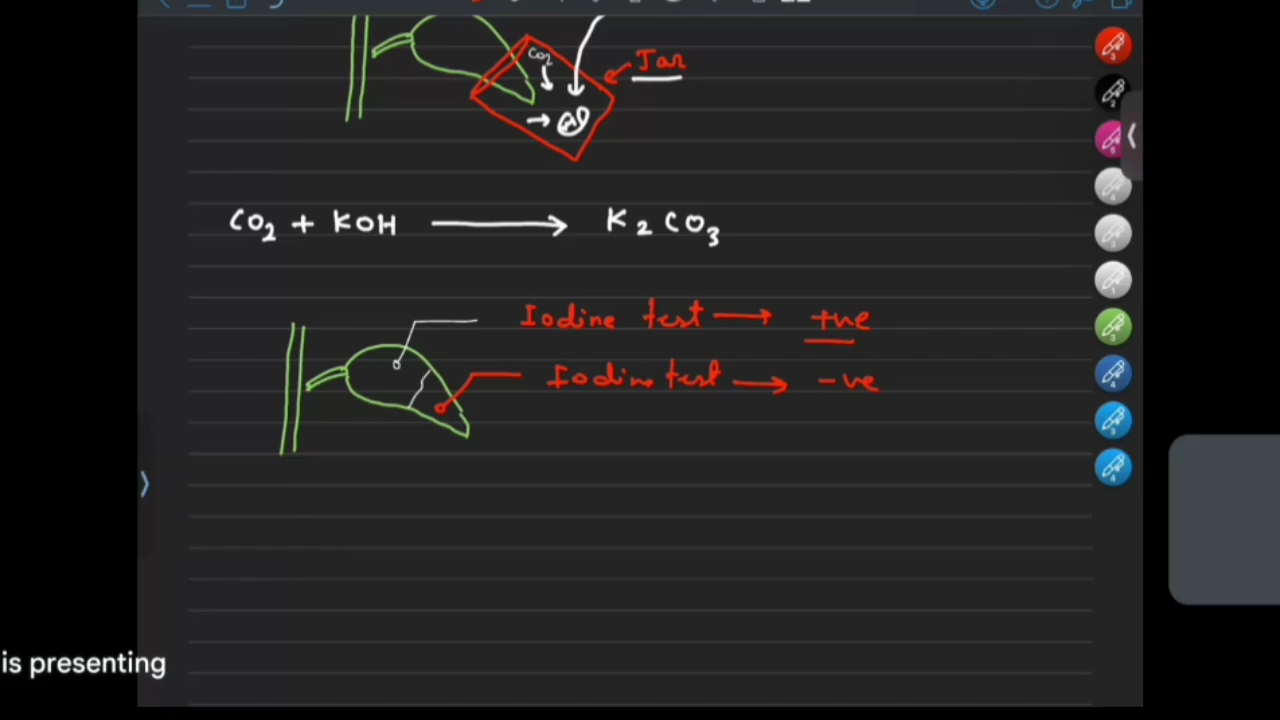 CO2
Jar
CO2 + KOH → K2CO3
Iodine test → +ve
Iodine test → -ve
is presenting